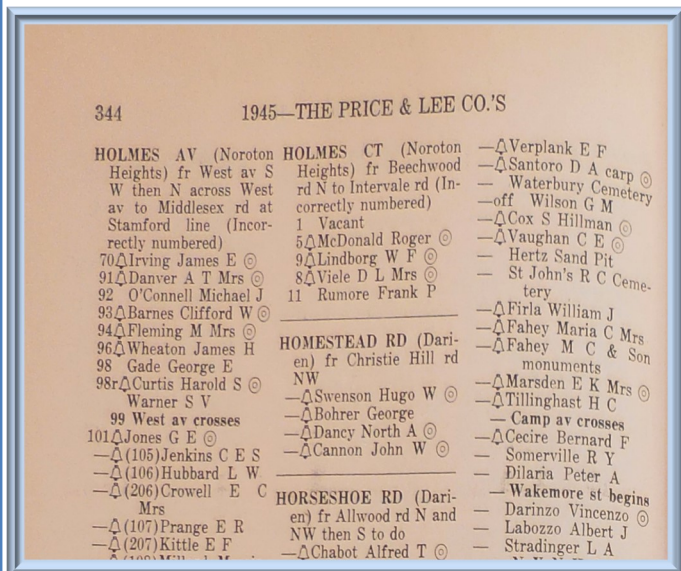 344 1945—THE PRICE & LEE CO.'S
HOLMES AV (Noroton
Heights) fr West av S
W then N across West
av to Middlesex rd at
Stamford line (Incor-
rectly numbered)
70 Irving James E ⌾
91 Danver A T Mrs ⌾
92 O'Connell Michael J
93 Barnes Clifford W ⌾
94 Fleming M Mrs ⌾
96 Wheaton James H
98 Gade George E
98r Curtis Harold S ⌾
Warner S V
99 West av crosses
101 Jones G E ⌾
— (105) Jenkins C E S
— (106) Hubbard L W
— (206) Crowell E C
Mrs
— (107) Prange E R
— (207) Kittle E F
HOLMES CT (Noroton
Heights) fr Beechwood
rd N to Intervale rd (In-
correctly numbered)
1 Vacant
5 McDonald Roger ⌾
9 Lindborg W F ⌾
8 Viele D L Mrs ⌾
11 Rumore Frank P
HOMESTEAD RD (Dari-
en) fr Christie Hill rd
NW
— Swenson Hugo W ⌾
— Bohrer George
— Dancy North A ⌾
— Cannon John W ⌾
HORSESHOE RD (Dari-
en) fr Allwood rd N and
NW then S to do
— Chabot Alfred T ⌾
— Verplank E F
— Santoro D A carp ⌾
— Waterbury Cemetery
—off Wilson G M
— Cox S Hillman ⌾
— Vaughan C E ⌾
— Hertz Sand Pit
— St John's R C Ceme-
tery
— Firla William J
— Fahey Maria C Mrs
— Fahey M C & Son
monuments
— Marsden E K Mrs ⌾
— Tillinghast H C
— Camp av crosses
— Cecire Bernard F
— Somerville R Y
— Dilaria Peter A
— Wakemore st begins
— Darinzo Vincenzo ⌾
— Labozzo Albert J
— Stradinger L A